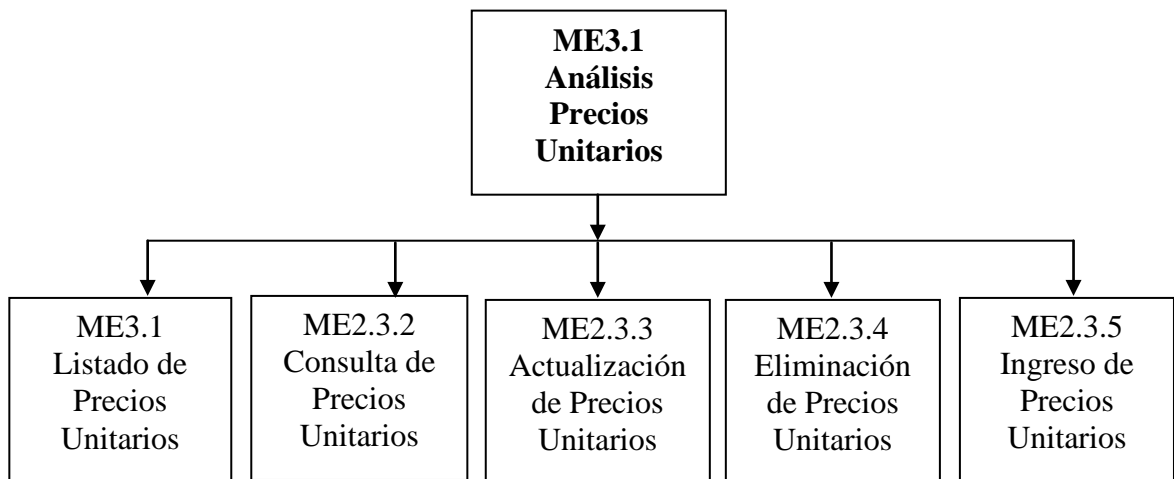 ME3.1
Análisis
Precios
Unitarios
ME3.1
Listado de
Precios
Unitarios
ME2.3.2
Consulta de
Precios
Unitarios
ME2.3.3
Actualización
de Precios
Unitarios
ME2.3.4
Eliminación
de Precios
Unitarios
ME2.3.5
Ingreso de
Precios
Unitarios